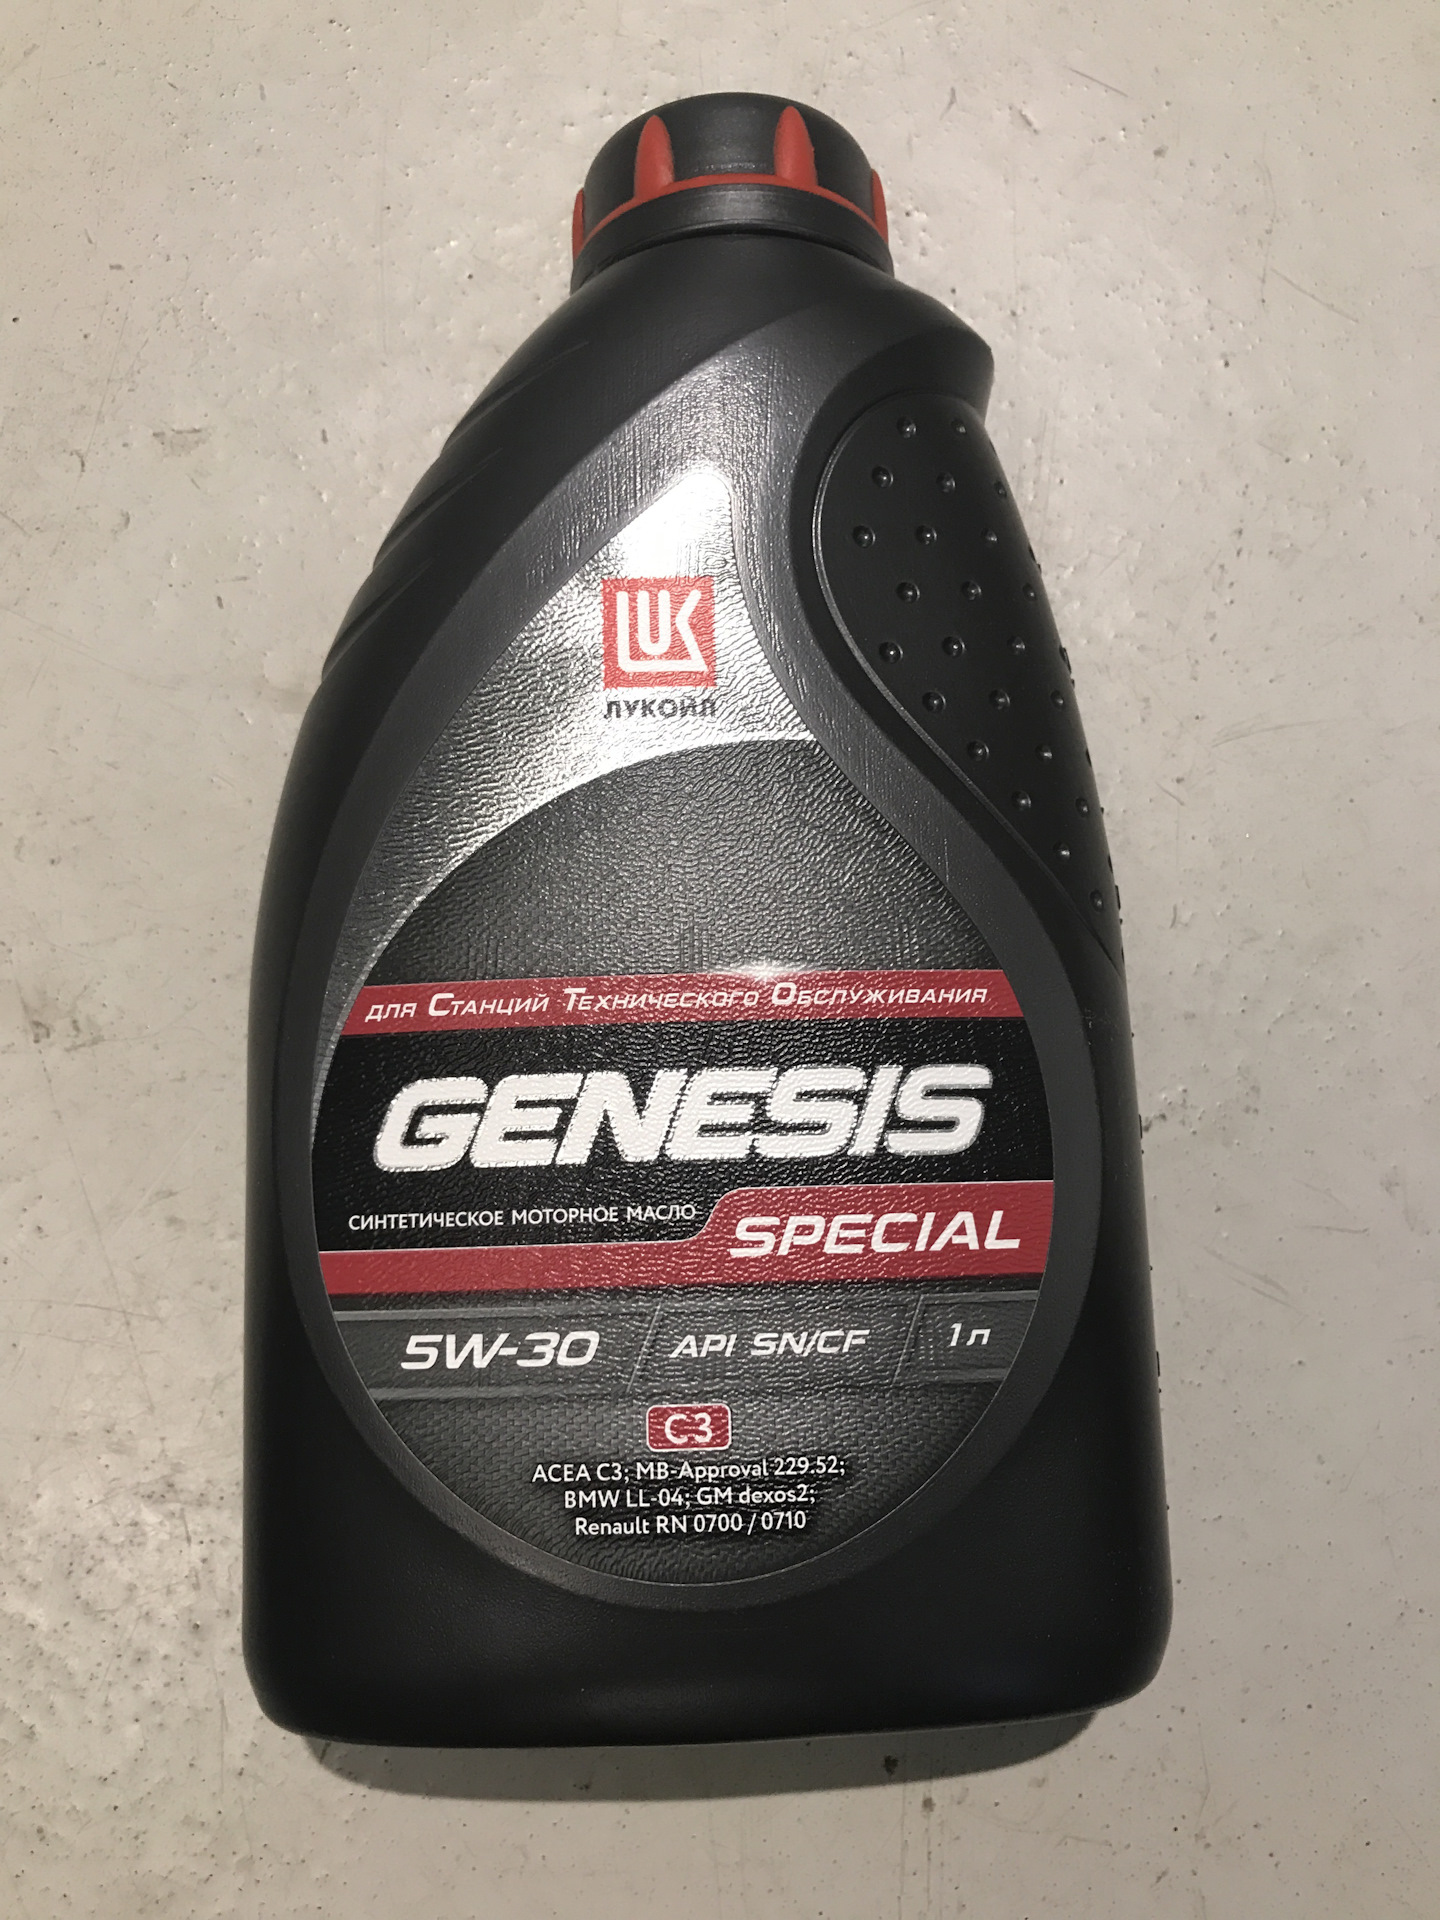 LUK
ЛУКОЙЛ
для Станций Технического Обслуживания
GENESIS
СИНТЕТИЧЕСКОЕ МОТОРНОЕ МАСЛО
SPECIAL
5W-30 API SN/CF 1 л
C3
ACEA C3; MB-Approval 229.52;
BMW LL-04; GM dexos2;
Renault RN 0700 / 0710